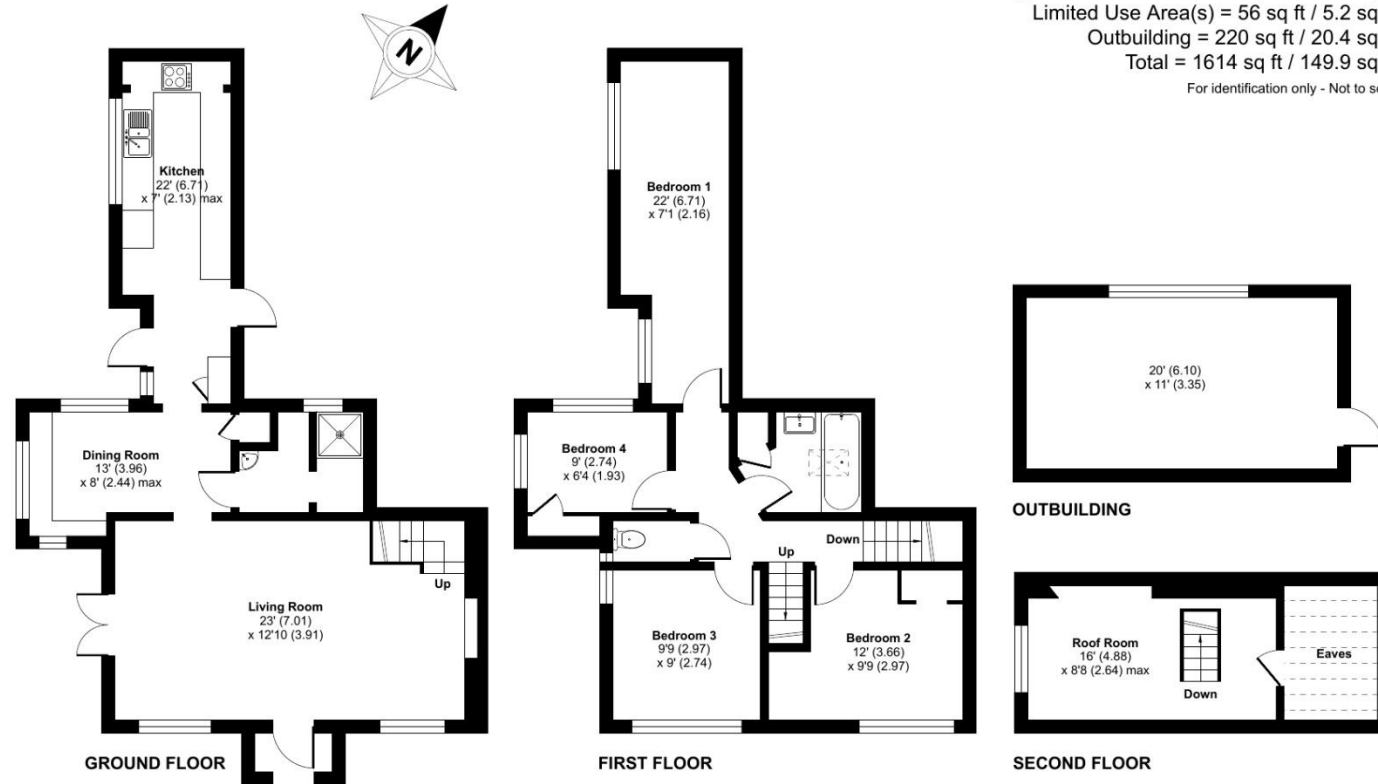 Limited Use Area(s) = 56 sq ft / 5.2 sq
Outbuilding = 220 sq ft / 20.4 sq
Total = 1614 sq ft / 149.9 sq
For identification only - Not to sc
N
Kitchen
22' (6.71)
x 7' (2.13) max
Dining Room
13' (3.96)
x 8' (2.44) max
Up
Living Room
23' (7.01)
x 12'10 (3.91)
GROUND FLOOR
Bedroom 1
22' (6.71)
x 7'1 (2.16)
Bedroom 4
9' (2.74)
x 6'4 (1.93)
Down
Up
Bedroom 3
9'9 (2.97)
x 9' (2.74)
Bedroom 2
12' (3.66)
x 9'9 (2.97)
FIRST FLOOR
20' (6.10)
x 11' (3.35)
OUTBUILDING
Roof Room
16' (4.88)
x 8'8 (2.64) max
Down
Eaves
SECOND FLOOR